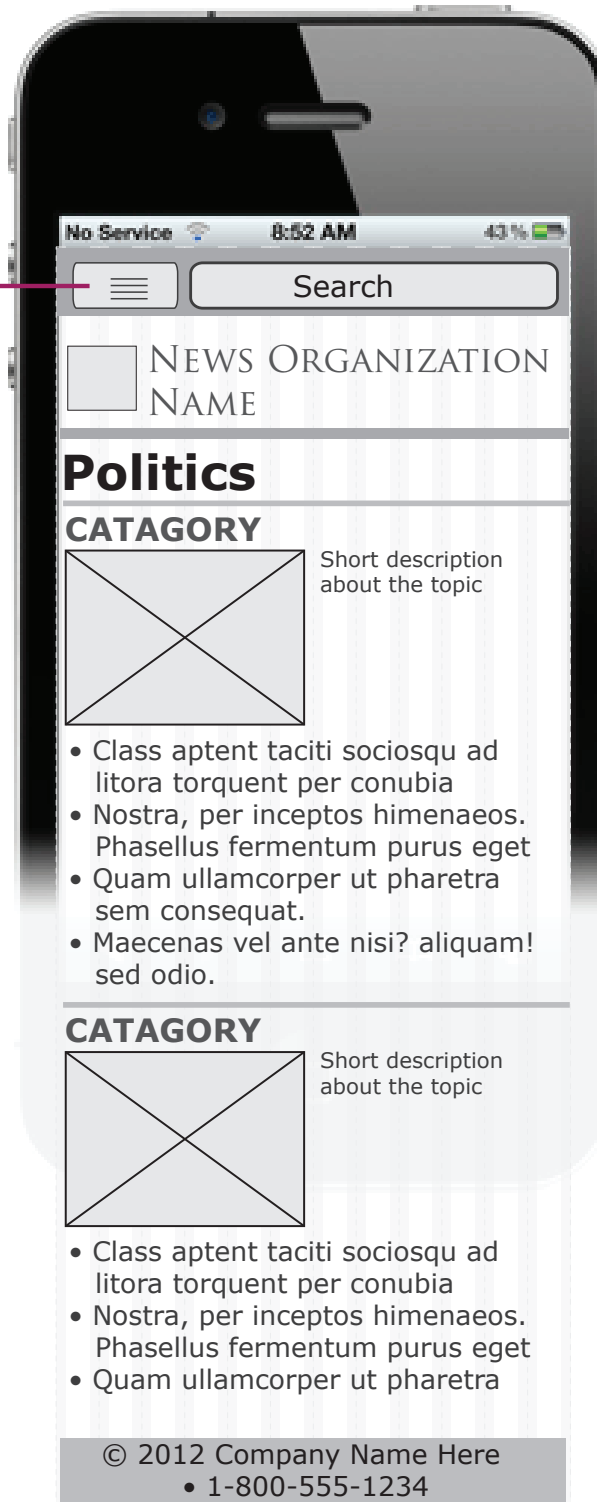 No Service 8:52 AM 43%
Search
NEWS ORGANIZATION
NAME
Politics
CATAGORY
Short description
about the topic
• Class aptent taciti sociosqu ad
litora torquent per conubia
• Nostra, per inceptos himenaeos.
Phasellus fermentum purus eget
• Quam ullamcorper ut pharetra
sem consequat.
• Maecenas vel ante nisi? aliquam!
sed odio.
CATAGORY
Short description
about the topic
• Class aptent taciti sociosqu ad
litora torquent per conubia
• Nostra, per inceptos himenaeos.
Phasellus fermentum purus eget
• Quam ullamcorper ut pharetra
© 2012 Company Name Here
• 1-800-555-1234